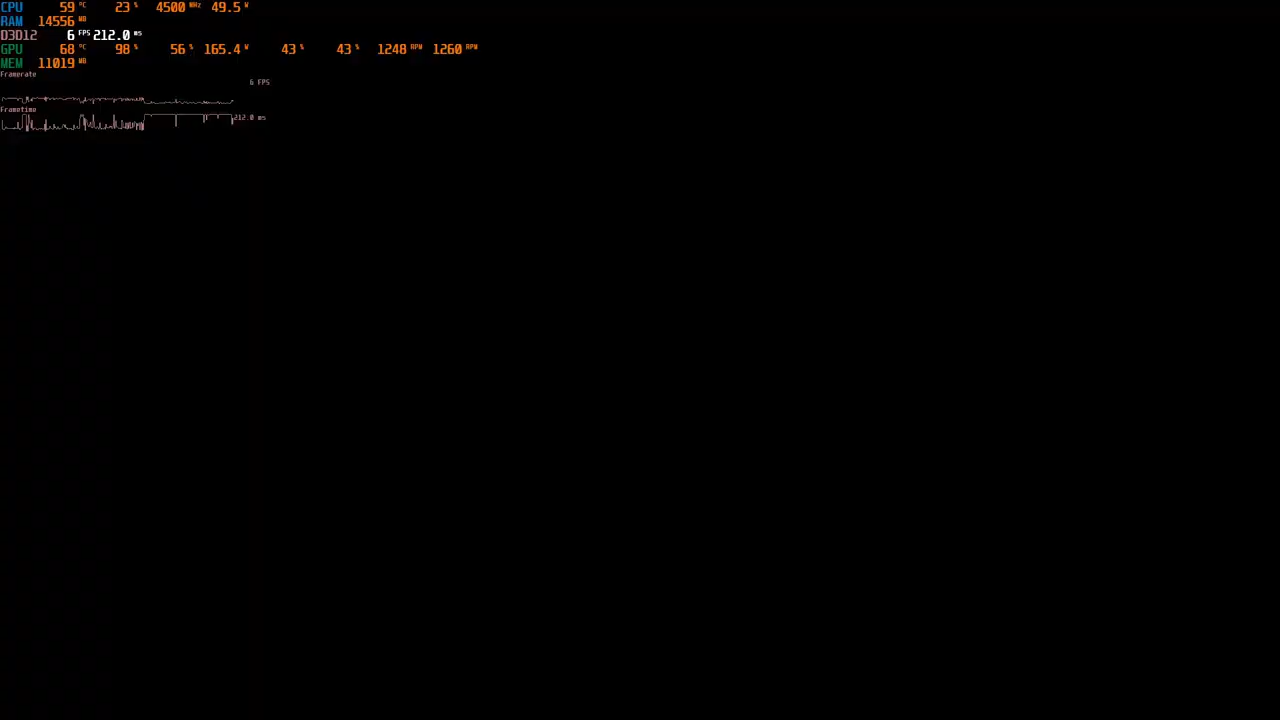 CPU 59 °C 23 % 4500 MHz 49.5 W
RAM 14556 MB
D3D12 6 FPS 212.0 ms
GPU 68 °C 98 % 56 % 165.4 W 43 % 43 % 1248 RPM 1260 RPM
MEM 11019 MB
Framerate
6 FPS
Frametime
212.0 ms